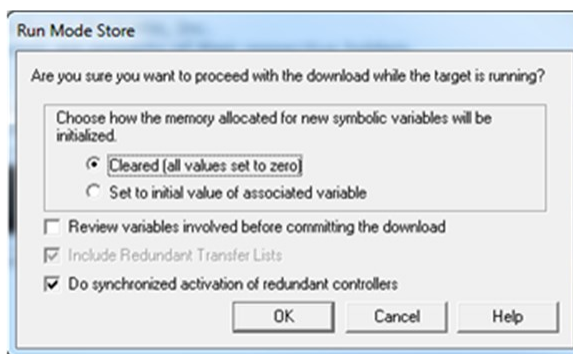 Run Mode Store
Are you sure you want to proceed with the download while the target is running?
Choose how the memory allocated for new symbolic variables will be
initialized.
Cleared (all values set to zero)
Set to initial value of associated variable
Review variables involved before committing the download
Include Redundant Transfer Lists
Do synchronized activation of redundant controllers
OK Cancel Help